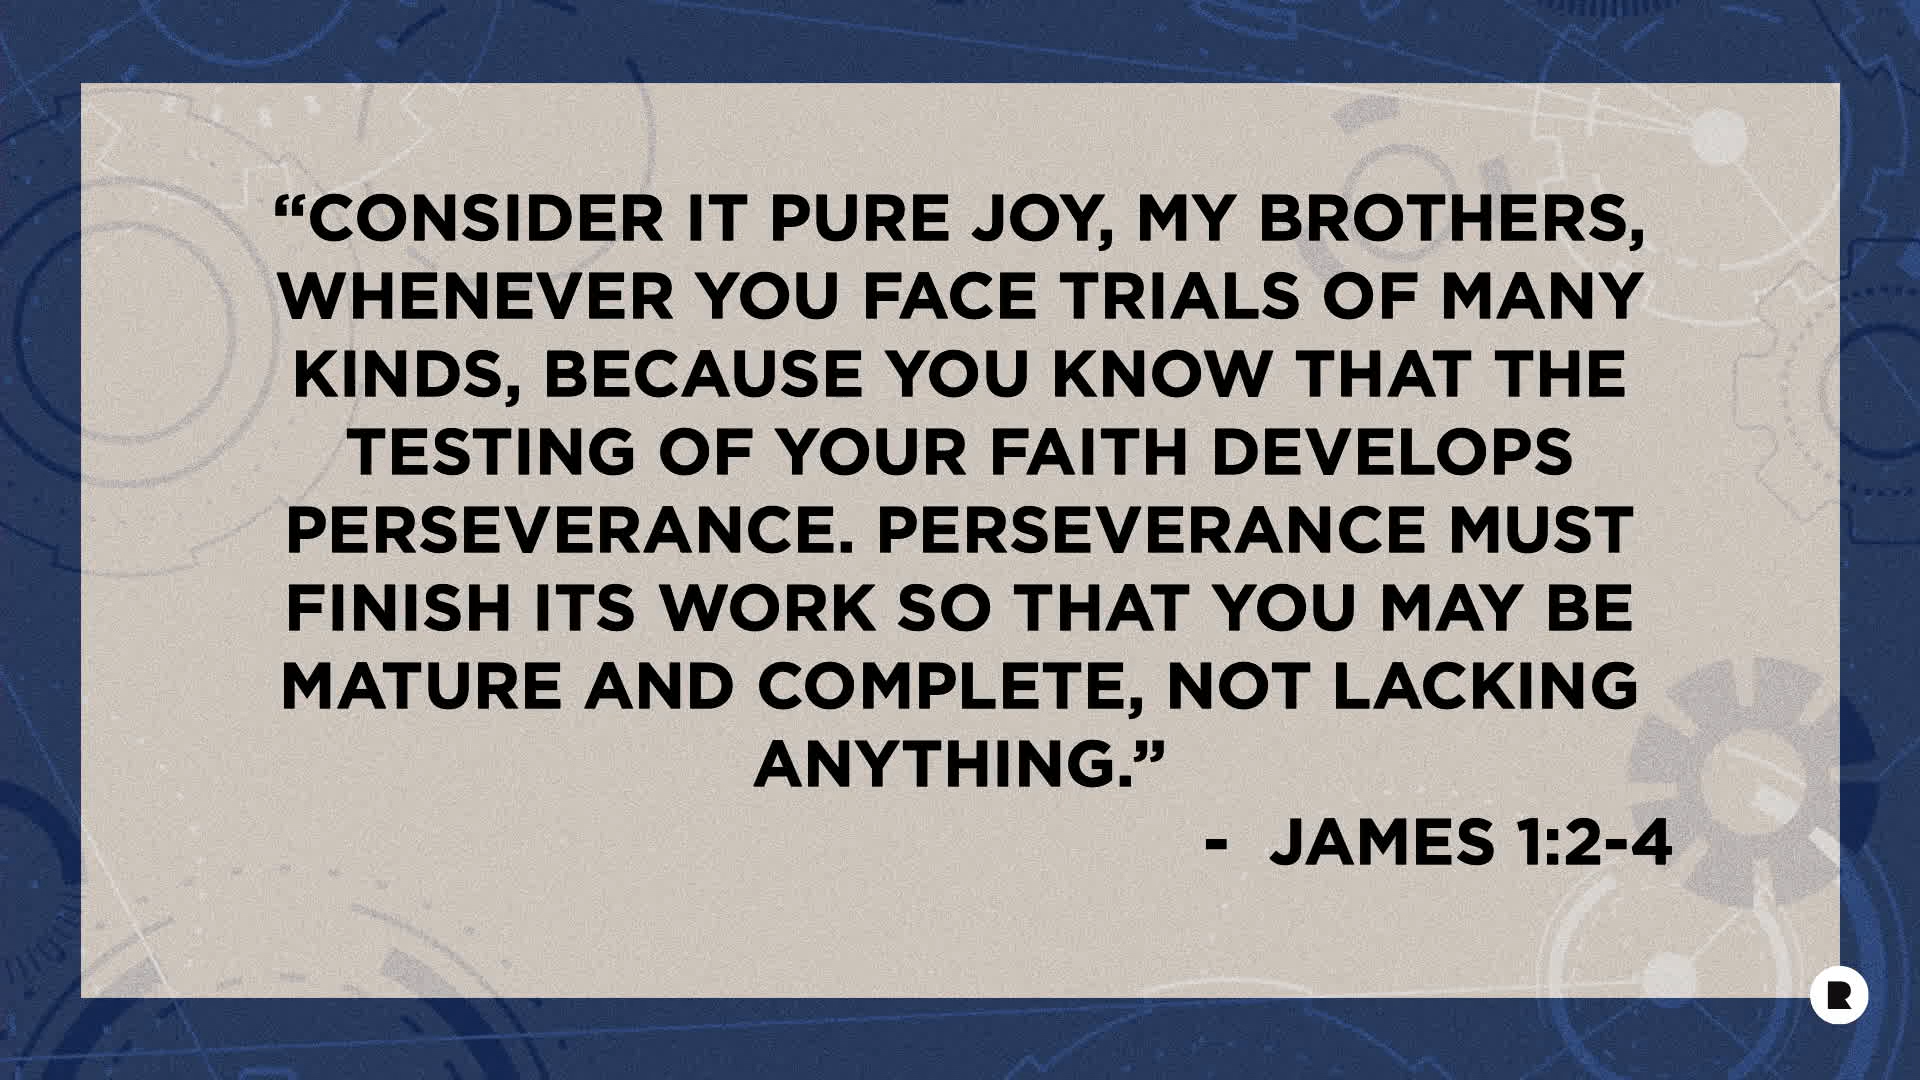 “CONSIDER IT PURE JOY, MY BROTHERS,
WHENEVER YOU FACE TRIALS OF MANY
KINDS, BECAUSE YOU KNOW THAT THE
TESTING OF YOUR FAITH DEVELOPS
PERSEVERANCE. PERSEVERANCE MUST
FINISH ITS WORK SO THAT YOU MAY BE
MATURE AND COMPLETE, NOT LACKING
ANYTHING.”
- JAMES 1:2-4
R